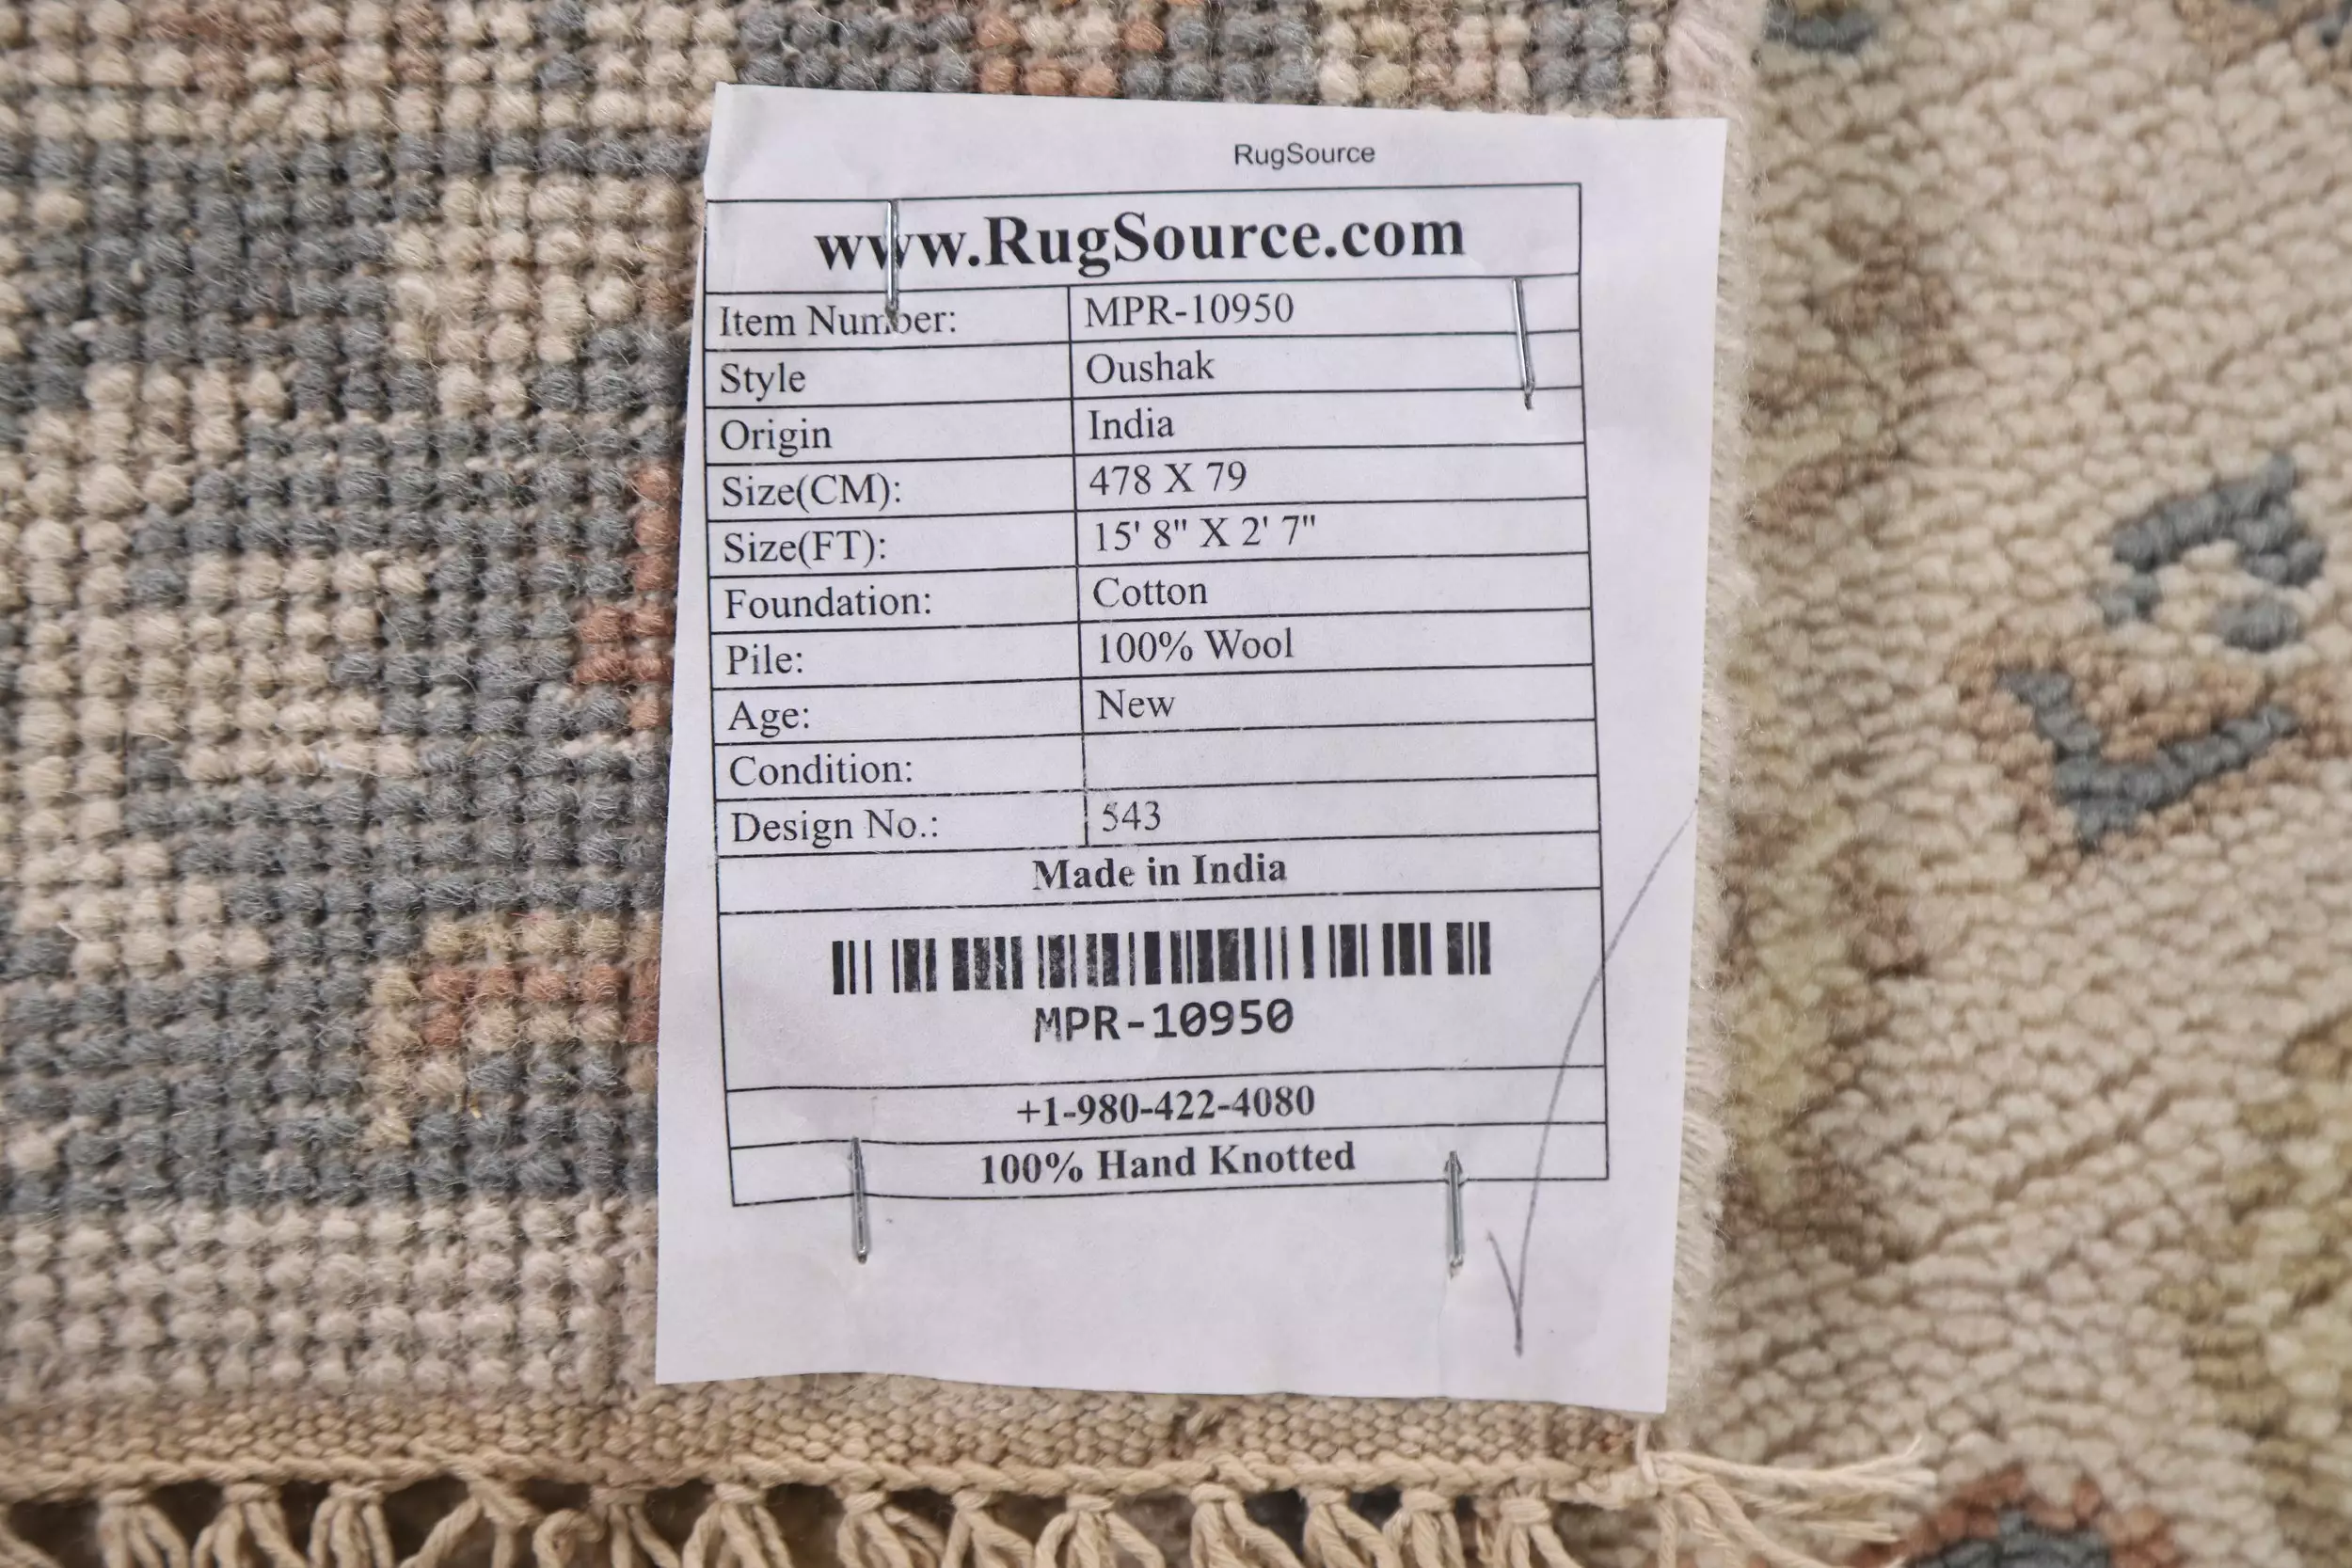 RugSource
www.RugSource.com
Item Number: MPR-10950
Style Oushak
Origin India
Size(CM): 478 X 79
Size(FT): 15' 8" X 2' 7"
Foundation: Cotton
Pile: 100% Wool
Age: New
Condition:
Design No.: 543
Made in India
MPR-10950
+1-980-422-4080
100% Hand Knotted